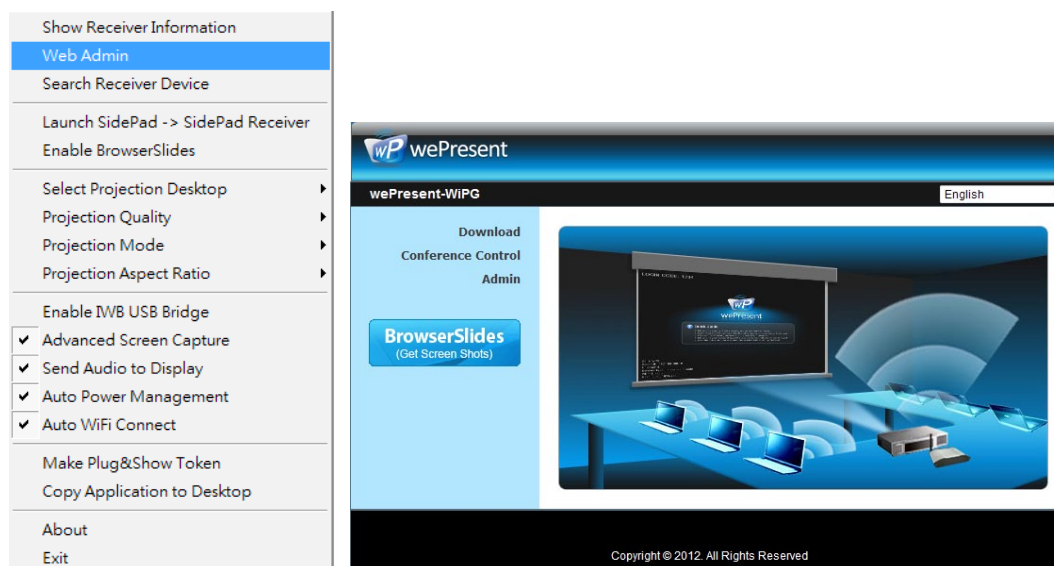 Show Receiver Information
Web Admin
Search Receiver Device
Launch SidePad -> SidePad Receiver
Enable BrowserSlides
Select Projection Desktop
Projection Quality
Projection Mode
Projection Aspect Ratio
Enable IWB USB Bridge
Advanced Screen Capture
Send Audio to Display
Auto Power Management
Auto WiFi Connect
Make Plug&Show Token
Copy Application to Desktop
About
Exit
wP wePresent
wePresent-WiPG
English
Download
Conference Control
Admin
BrowserSlides
(Get Screen Shots)
wP
wePresent
Copyright © 2012. All Rights Reserved